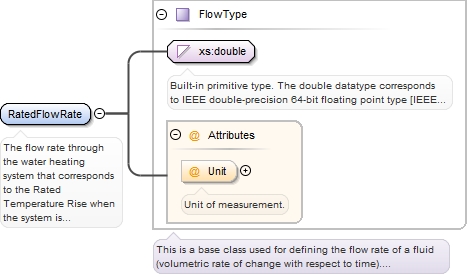 FlowType
xs:double
Built-in primitive type. The double datatype corresponds
to IEEE double-precision 64-bit floating point type [IEEE...
RatedFlowRate
The flow rate through
the water heating
system that corresponds
to the Rated
Temperature Rise when
the system is...
@ Attributes
@ Unit
Unit of measurement.
This is a base class used for defining the flow rate of a fluid
(volumetric rate of change with respect to time)....